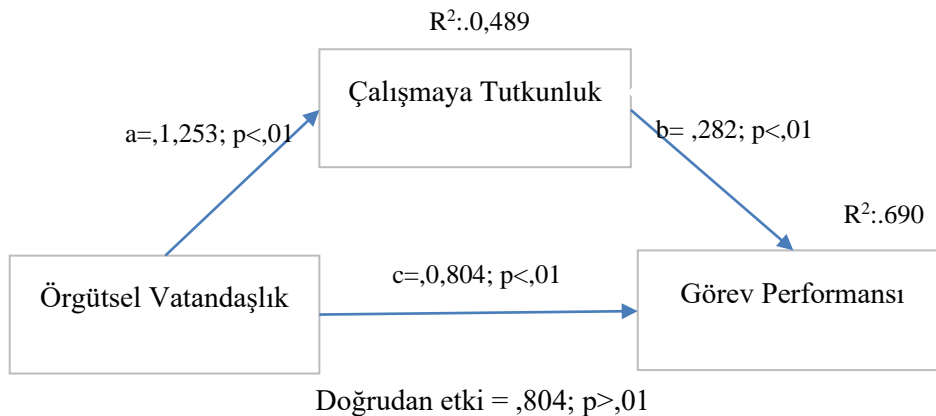 R²:.0,489
Çalışmaya Tutkunluk
a=,1,253; p<,01
b= ,282; p<,01
R²:.690
c=,0,804; p<,01
Örgütsel Vatandaşlık
Görev Performansı
Doğrudan etki = ,804; p>,01